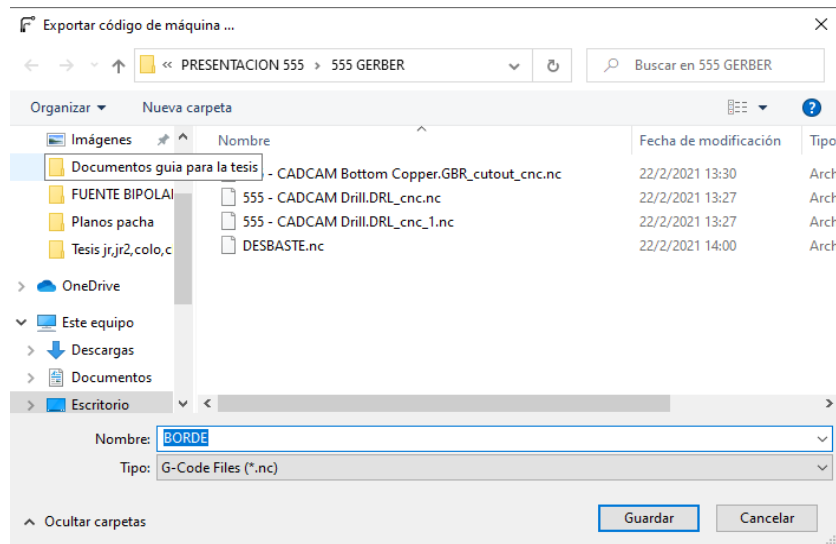 Exportar código de máquina ...
« PRESENTACION 555 > 555 GERBER
Buscar en 555 GERBER
Organizar
Nueva carpeta
Imágenes
Nombre
Fecha de modificación
Tipo
Documentos guia para la tesis
- CADCAM Bottom Copper.GBR_cutout_cnc.nc
22/2/2021 13:30
Arch
FUENTE BIPOLA
555 - CADCAM Drill.DRL_cnc.nc
22/2/2021 13:27
Arch
Planos pacha
555 - CADCAM Drill.DRL_cnc_1.nc
22/2/2021 13:27
Arch
Tesis jr,jr2,colo,c
DESBASTE.nc
22/2/2021 14:00
Arch
OneDrive
Este equipo
Descargas
Documentos
Escritorio
Nombre: BORDE
Tipo: G-Code Files (*.nc)
Ocultar carpetas
Guardar
Cancelar